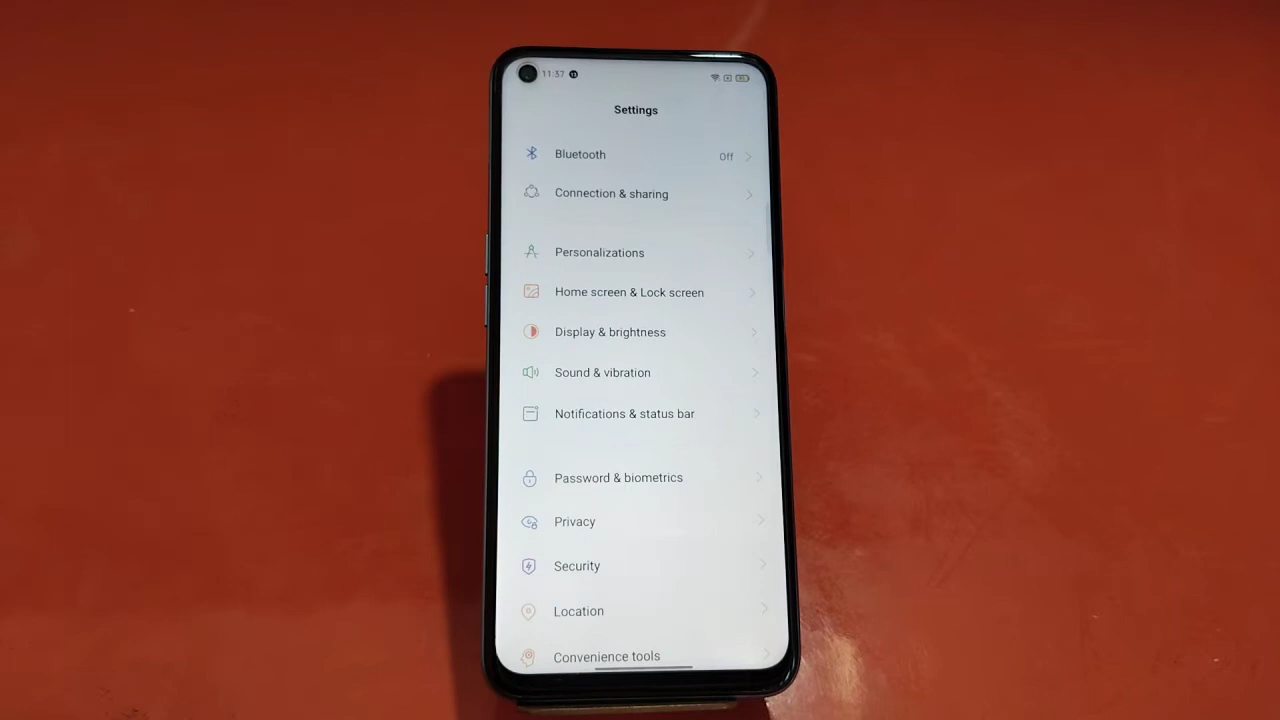 11:37
Settings
Bluetooth Off
Connection & sharing
Personalizations
Home screen & Lock screen
Display & brightness
Sound & vibration
Notifications & status bar
Password & biometrics
Privacy
Security
Location
Convenience tools